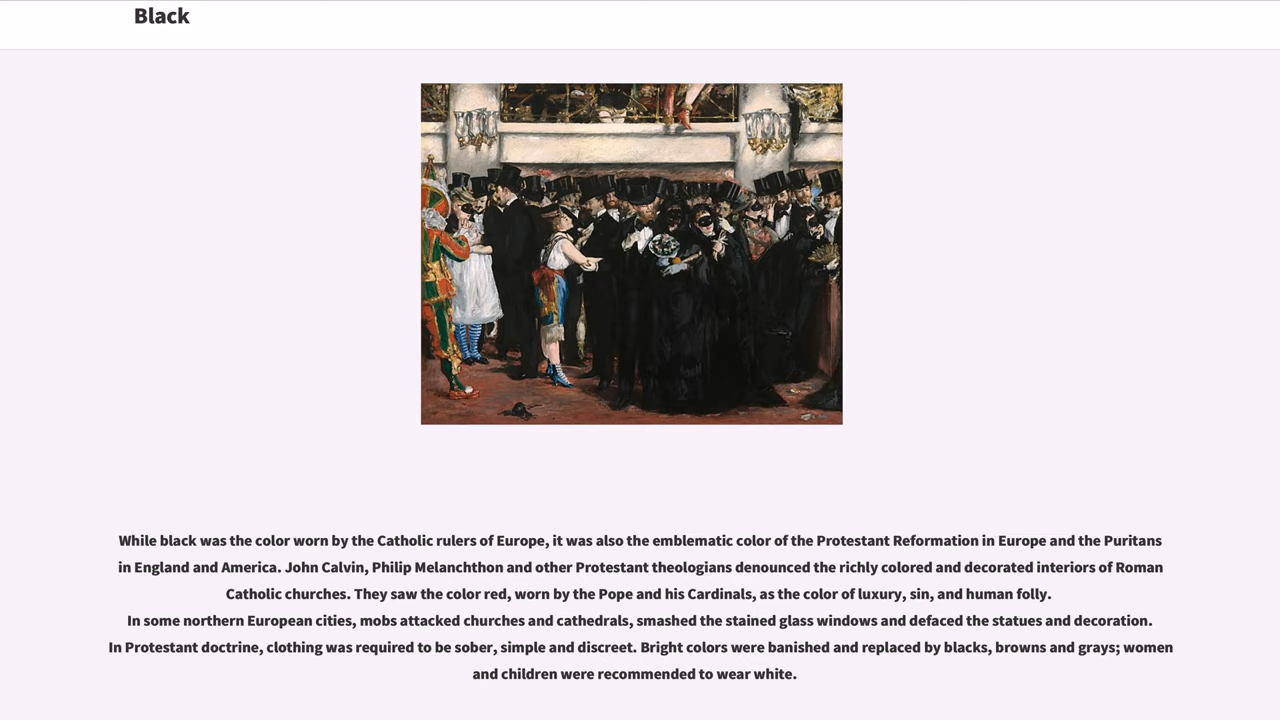 Black
While black was the color worn by the Catholic rulers of Europe, it was also the emblematic color of the Protestant Reformation in Europe and the Puritans
in England and America. John Calvin, Philip Melanchthon and other Protestant theologians denounced the richly colored and decorated interiors of Roman
Catholic churches. They saw the color red, worn by the Pope and his Cardinals, as the color of luxury, sin, and human folly.
In some northern European cities, mobs attacked churches and cathedrals, smashed the stained glass windows and defaced the statues and decoration.
In Protestant doctrine, clothing was required to be sober, simple and discreet. Bright colors were banished and replaced by blacks, browns and grays; women
and children were recommended to wear white.